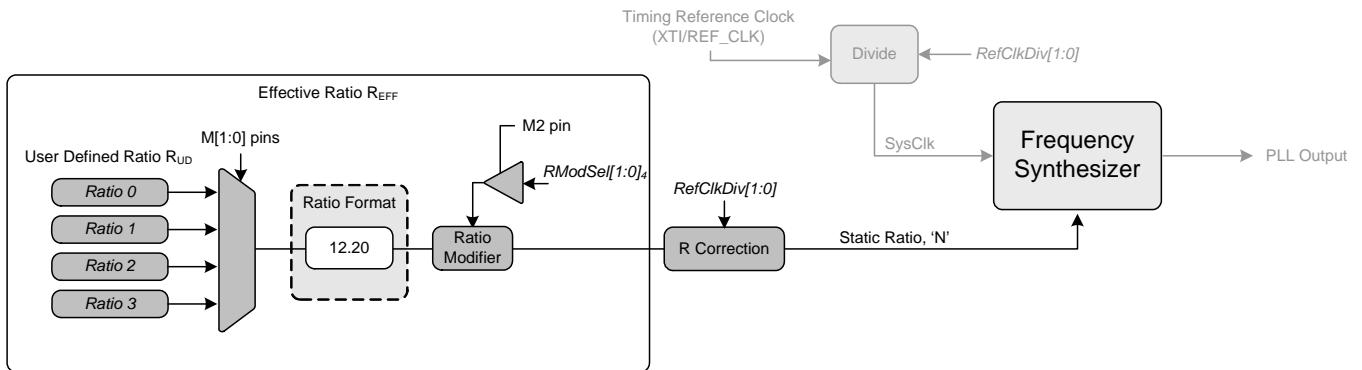 Timing Reference Clock
(XTI/REF_CLK)
Divide
RefClkDiv[1:0]
Effective Ratio REFF
M[1:0] pins
M2 pin
User Defined Ratio RUD
SysClk
Frequency
Synthesizer
PLL Output
RModSel[1:0]4
Ratio 0
Ratio 1
Ratio 2
Ratio 3
Ratio Format
12.20
Ratio
Modifier
RefClkDiv[1:0]
R Correction
Static Ratio, ‘N’